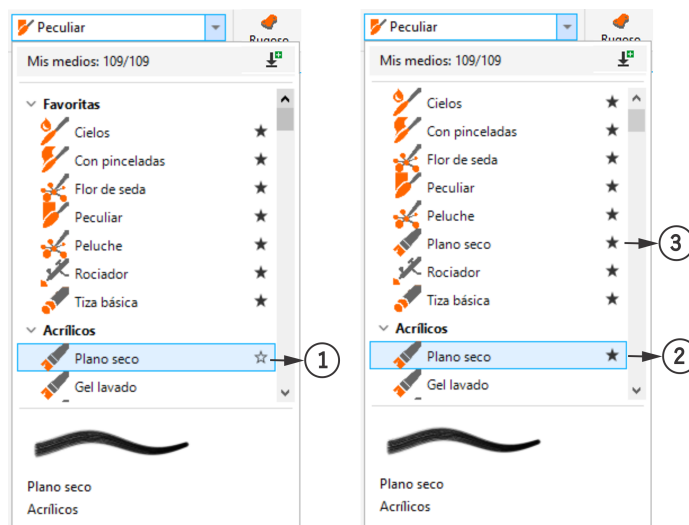 Peculiar
Rugoso
Mis medios: 109/109
Favoritas
Cielos
Con pinceladas
Flor de seda
Peculiar
Peluche
Rociador
Tiza básica
Acrílicos
Plano seco
1
Gel lavado
Plano seco
Acrílicos
Peculiar
Rugoso
Mis medios: 109/109
Cielos
Con pinceladas
Flor de seda
Peculiar
Peluche
Plano seco
3
Rociador
Tiza básica
Acrílicos
Plano seco
2
Gel lavado
Plano seco
Acrílicos